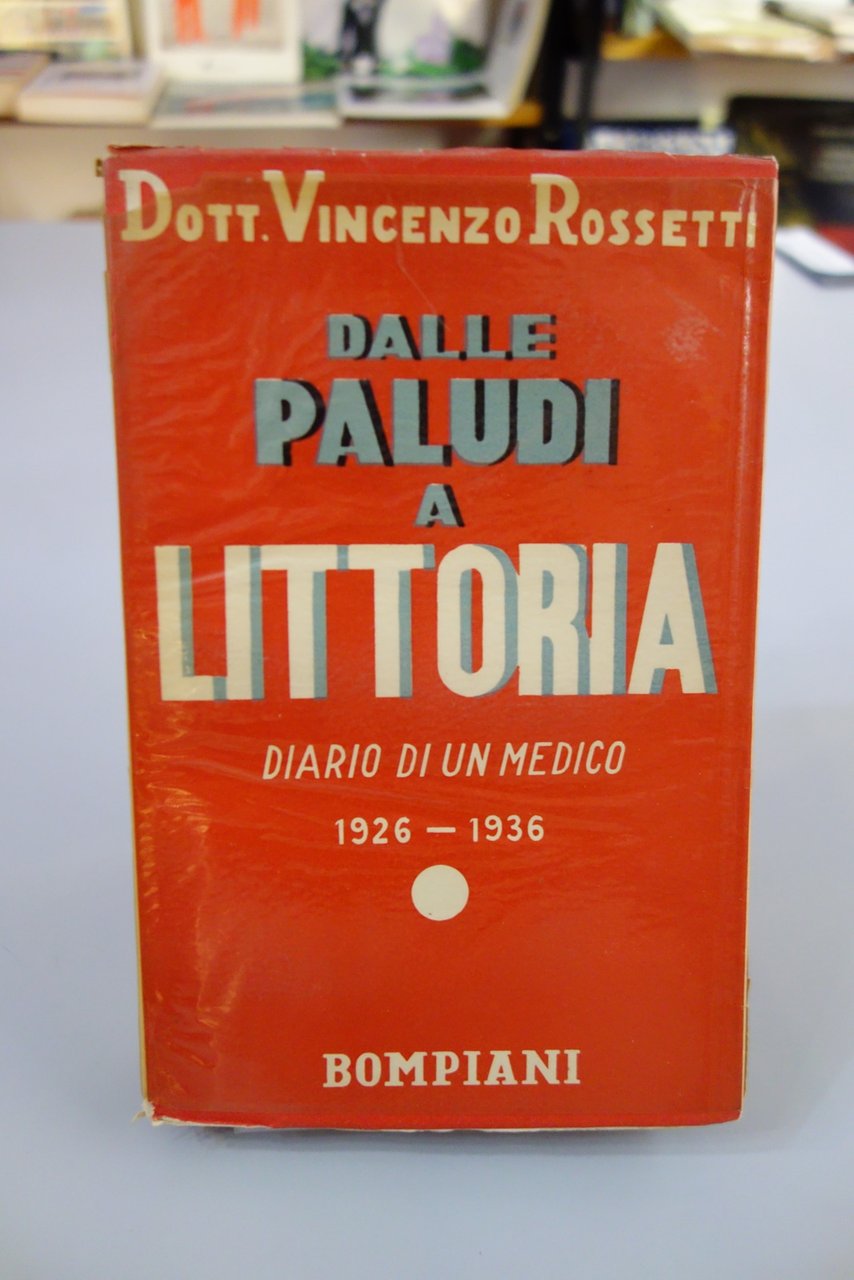 DOTT. VINCENZO ROSSETTI
DALLE
PALUDI
A
LITTORIA
DIARIO DI UN MEDICO
1926 — 1936
BOMPIANI